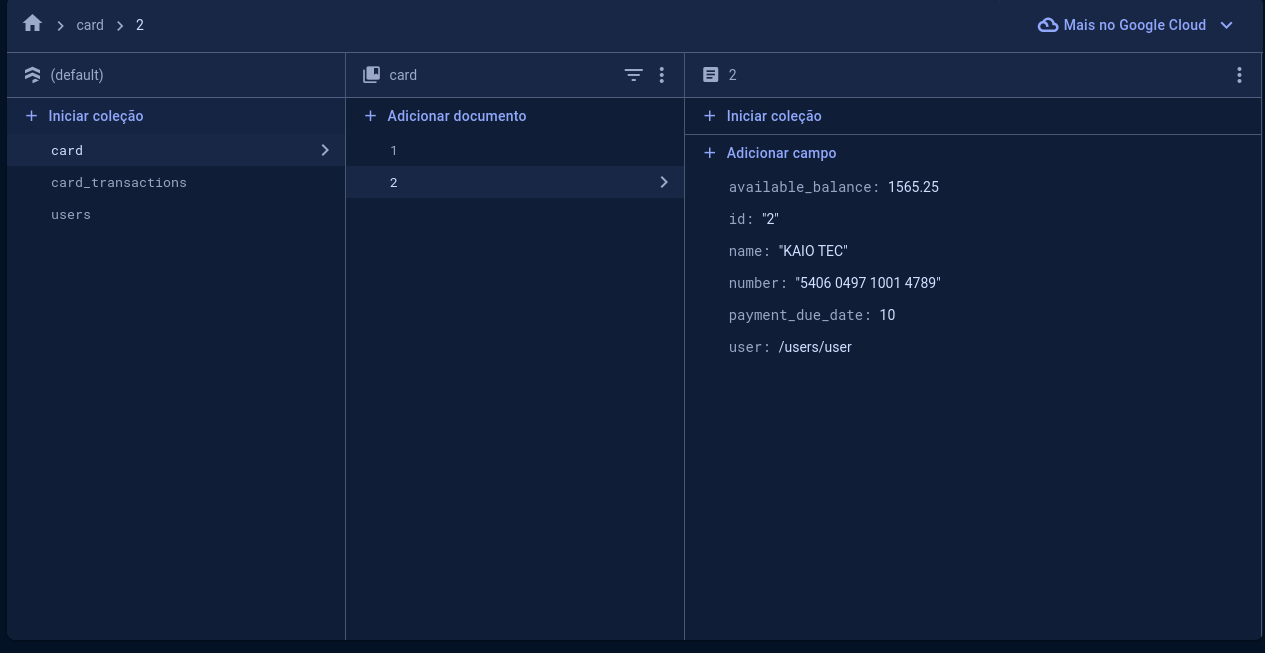 card 2
Mais no Google Cloud
(default)
card
2
Iniciar coleção
Adicionar documento
Iniciar coleção
card
card_transactions
users
1
2
Adicionar campo
available_balance: 1565.25
id: "2"
name: "KAIO TEC"
number: "5406 0497 1001 4789"
payment_due_date: 10
user: /users/user